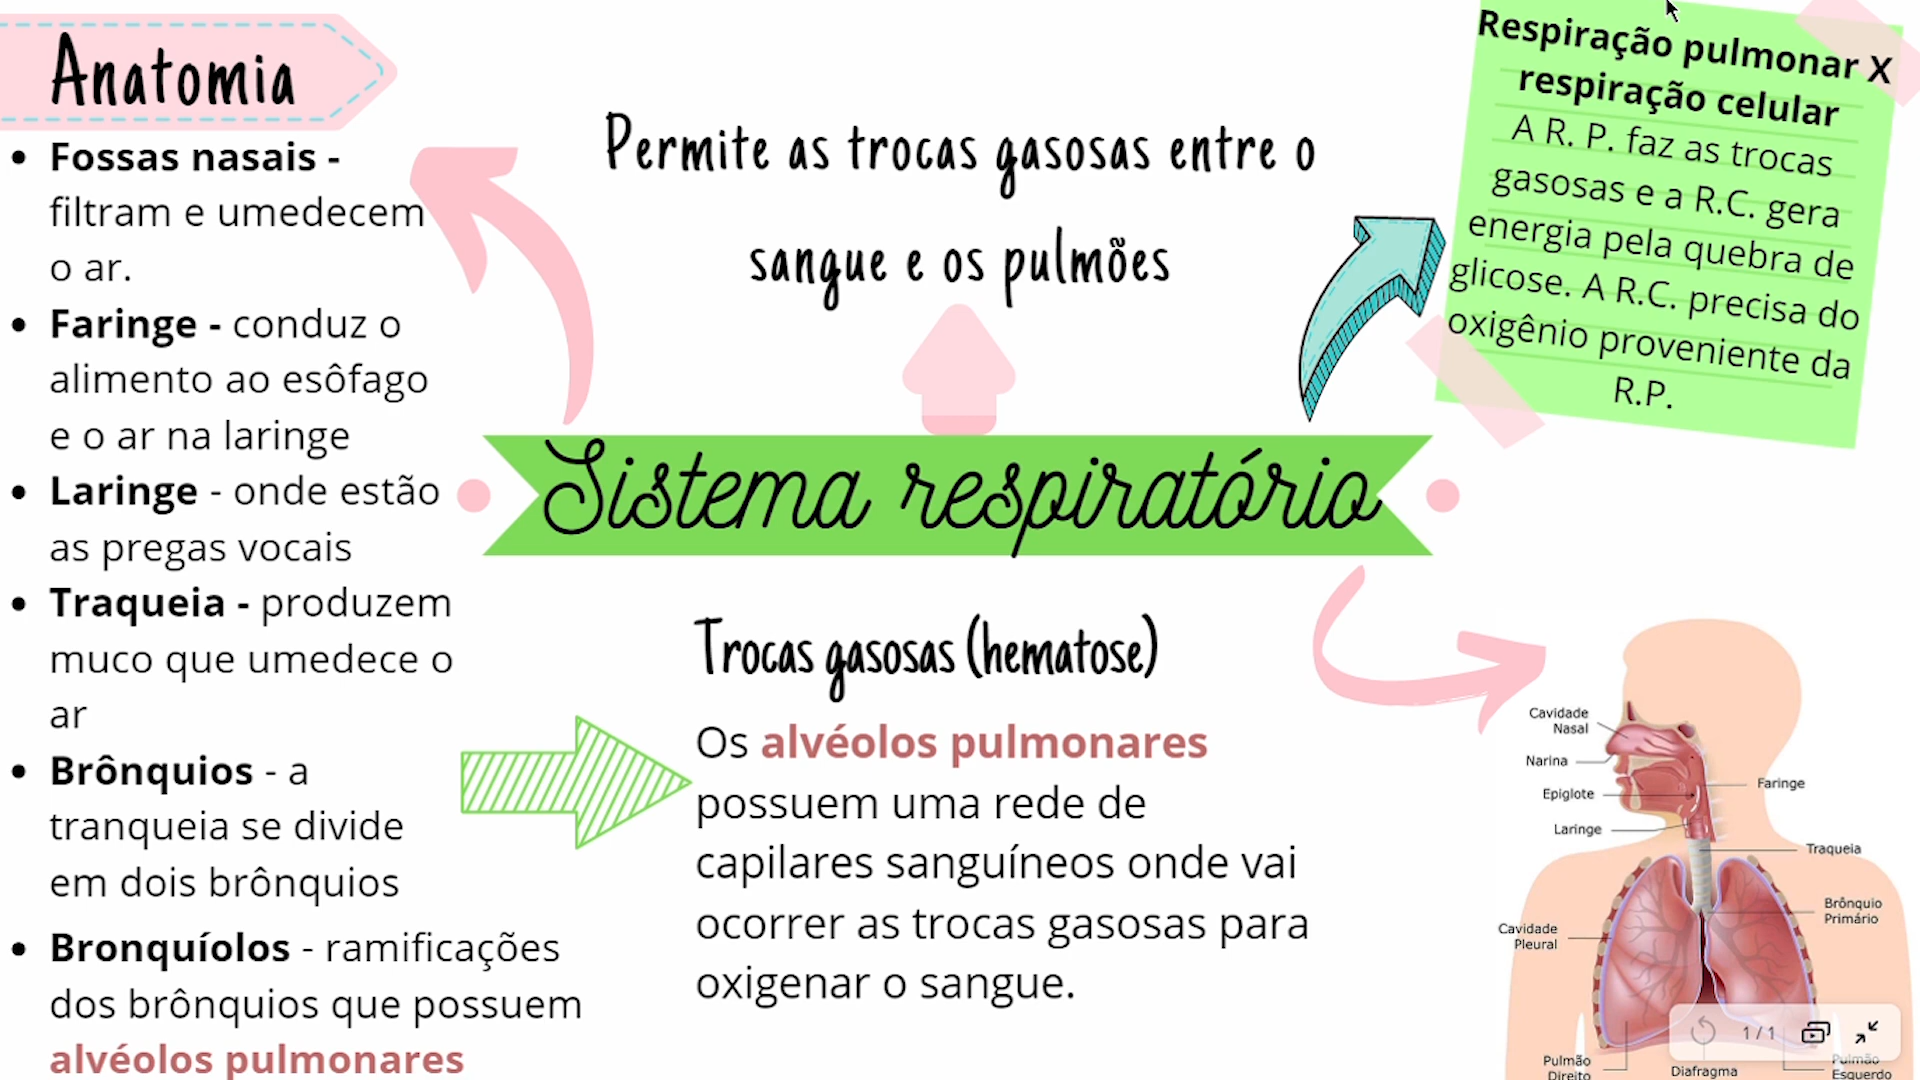 Anatomia
Fossas nasais -
filtram e umedecem
o ar.
Faringe - conduz o
alimento ao esôfago
e o ar na laringe
Laringe - onde estão
as pregas vocais
Traqueia - produzem
muco que umedece o
ar
Brônquios - a
tranqueia se divide
em dois brônquios
Bronquíolos - ramificações
dos brônquios que possuem
alvéolos pulmonares
Permite as trocas gasosas entre o
sangue e os pulmões
Sistema respiratório
Trocas gasosas (hematose)
Os alvéolos pulmonares
possuem uma rede de
capilares sanguíneos onde vai
ocorrer as trocas gasosas para
oxigenar o sangue.
Respiração pulmonar X
respiração celular
A R. P. faz as trocas
gasosas e a R.C. gera
energia pela quebra de
glicose. A R.C. precisa do
oxigênio proveniente da
R.P.
Cavidade
Nasal
Narina
Epiglote
Laringe
Faringe
Traqueia
Brônquio
Primário
Cavidade
Pleural
Pulmão
Direito
Diafragma
Pulmão
Esquerdo
1/1